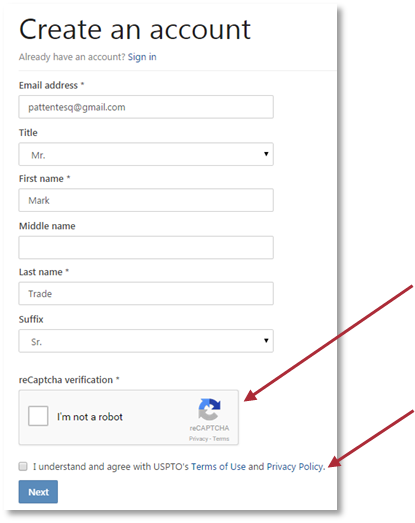 Create an account
Already have an account? Sign in
Email address *
pattentesq@gmail.com
Title
Mr.
First name *
Mark
Middle name
Last name *
Trade
Suffix
Sr.
reCaptcha verification *
I'm not a robot
reCAPTCHA
Privacy - Terms
I understand and agree with USPTO's Terms of Use and Privacy Policy.
Next